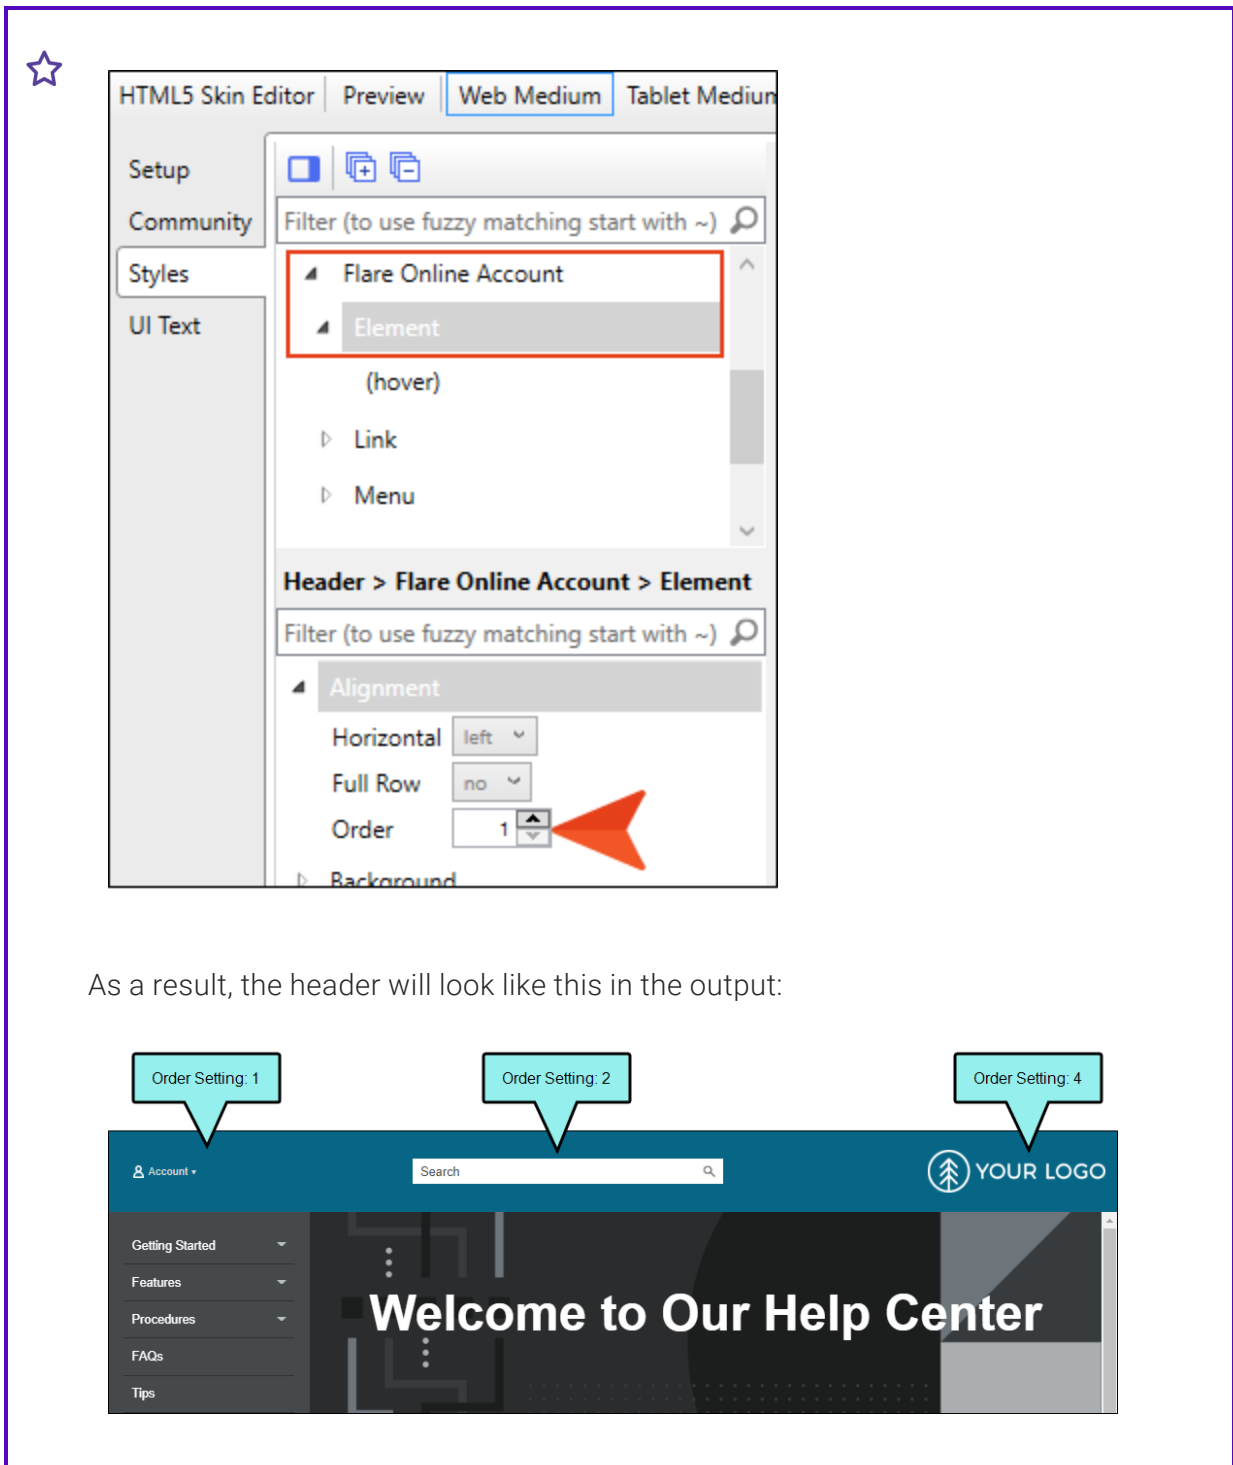 HTML5 Skin Editor Preview Web Medium Tablet Medium
Setup
Community
Styles
UI Text
Filter (to use fuzzy matching start with ~)
Flare Online Account
Element
(hover)
Link
Menu
Header > Flare Online Account > Element
Filter (to use fuzzy matching start with ~)
Alignment
Horizontal left
Full Row no
Order 1
Background
As a result, the header will look like this in the output:
Order Setting: 1 Order Setting: 2 Order Setting: 4
Account Search YOUR LOGO
Getting Started
Features
Procedures
FAQs
Tips
Welcome to Our Help Center